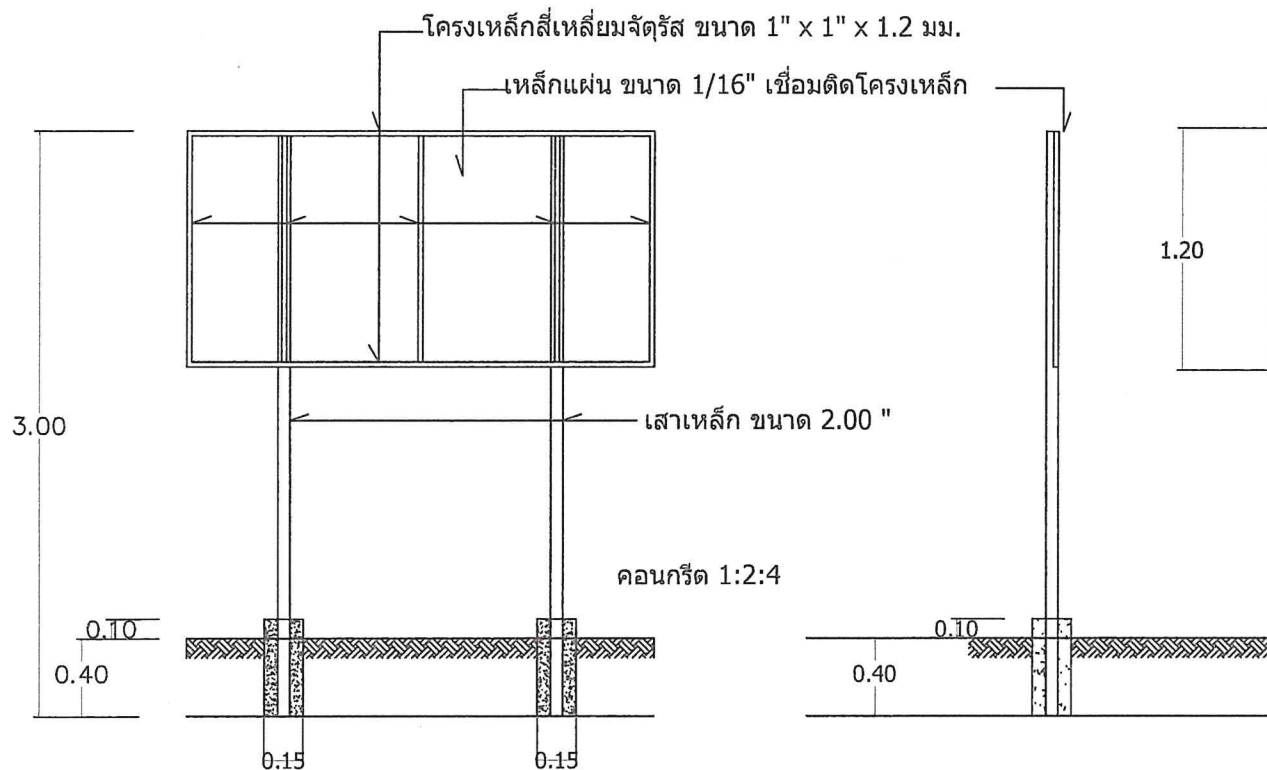 โครงเหล็กสี่เหลี่ยมจัตุรัส ขนาด 1" x 1" x 1.2 มม.
เหล็กแผ่น ขนาด 1/16" เชื่อมติดโครงเหล็ก
1.20
3.00
เสาเหล็ก ขนาด 2.00 "
คอนกรีต 1:2:4
0.10
0.10
0.40
0.40
0.15
0.15